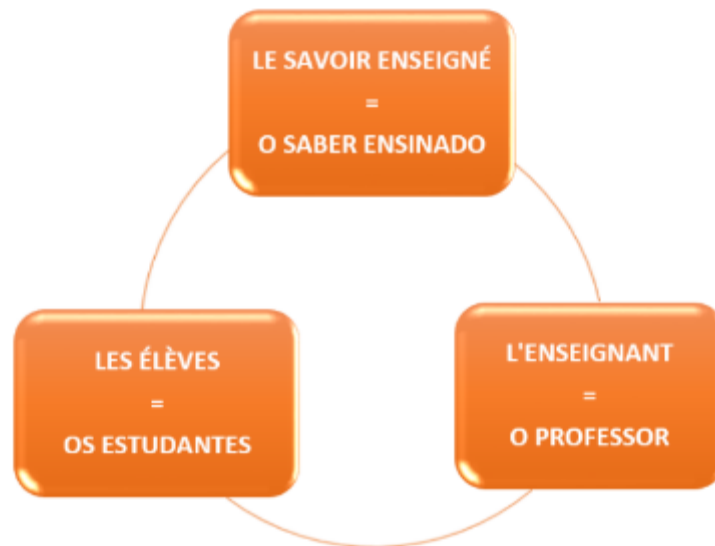 LE SAVOIR ENSEIGNÉ
=
O SABER ENSINADO
LES ÉLÈVES
=
OS ESTUDANTES
L'ENSEIGNANT
=
O PROFESSOR